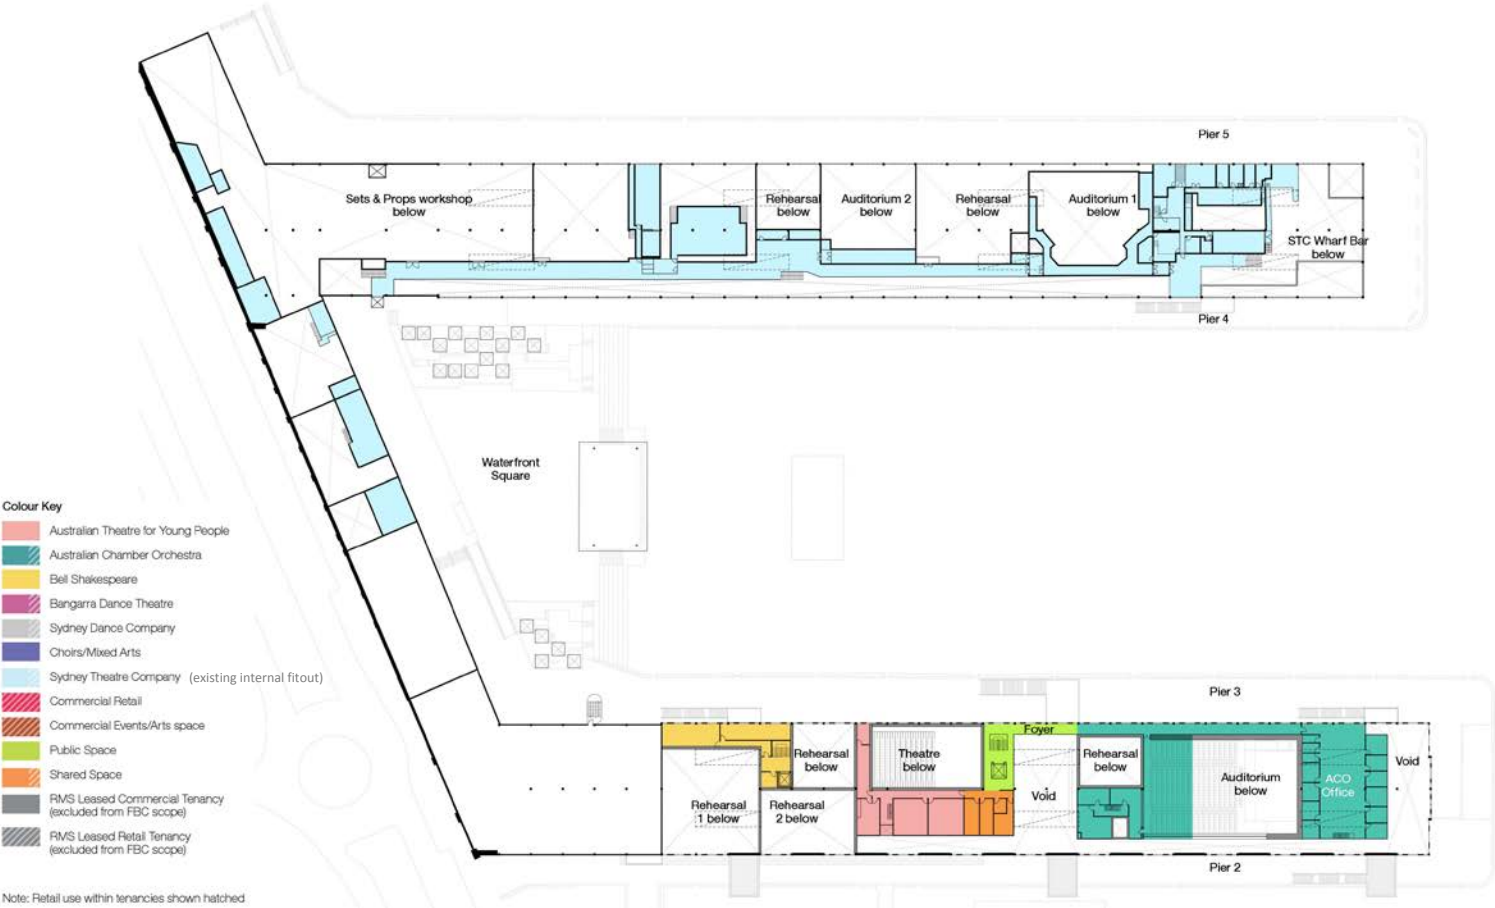 Pier 5
Sets & Props workshop
below
Rehearsal
below
Auditorium 2
below
Rehearsal
below
Auditorium 1
below
STC Wharf Bar
below
Pier 4
Waterfront
Square
Colour Key
Australian Theatre for Young People
Australian Chamber Orchestra
Bell Shakespeare
Bangarra Dance Theatre
Sydney Dance Company
Choirs/Mixed Arts
Sydney Theatre Company (existing internal fitout)
Commercial Retail
Commercial Events/Arts space
Public Space
Shared Space
RMS Leased Commercial Tenancy
(excluded from FBC scope)
RMS Leased Retail Tenancy
(excluded from FBC scope)
Note: Retail use within tenancies shown hatched
Pier 3
Foyer
Rehearsal
below
Theatre
below
Rehearsal
below
Void
Auditorium
below
ACO
Office
Void
Rehearsal
1 below
Rehearsal
2 below
Pier 2